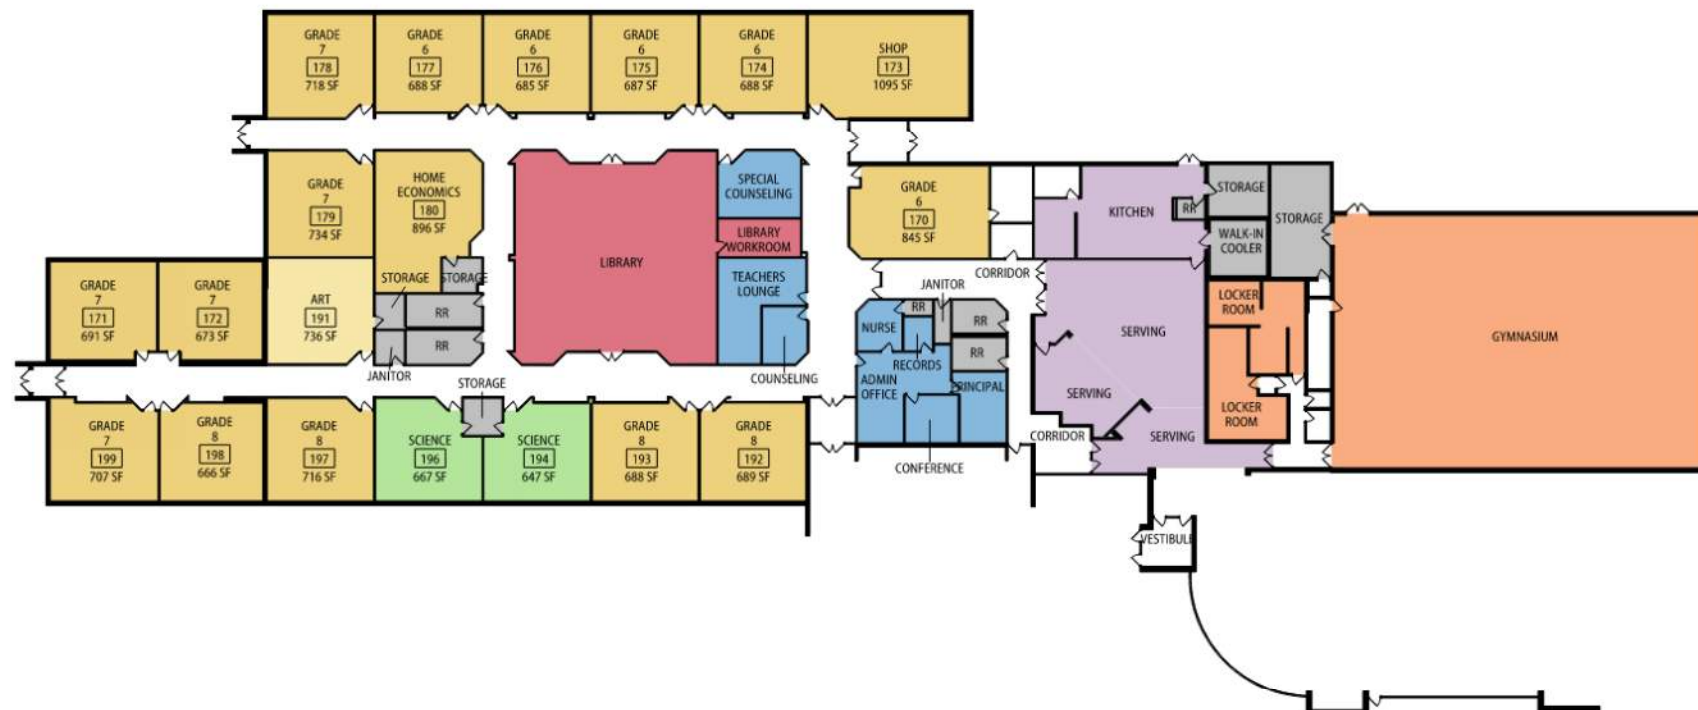 GRADE
7
178
718 SF
GRADE
6
177
688 SF
GRADE
6
176
685 SF
GRADE
6
175
687 SF
GRADE
6
174
688 SF
SHOP
173
1095 SF
GRADE
7
179
734 SF
HOME
ECONOMICS
180
896 SF
STORAGE
STORAGE
RR
RR
JANITOR
LIBRARY
SPECIAL
COUNSELING
LIBRARY
WORKROOM
TEACHERS
LOUNGE
COUNSELING
GRADE
6
170
845 SF
CORRIDOR
KITCHEN
RR
STORAGE
WALK-IN
COOLER
STORAGE
GRADE
7
171
691 SF
GRADE
7
172
673 SF
ART
191
736 SF
JANITOR
NURSE
RR
RR
RR
RECORDS
ADMIN
OFFICE
PRINCIPAL
CONFERENCE
SERVING
SERVING
SERVING
CORRIDOR
LOCKER
ROOM
LOCKER
ROOM
GYMNASIUM
STORAGE
GRADE
7
199
707 SF
GRADE
8
198
666 SF
GRADE
8
197
716 SF
SCIENCE
196
667 SF
SCIENCE
194
647 SF
GRADE
8
193
688 SF
GRADE
8
192
689 SF
VESTIBULE